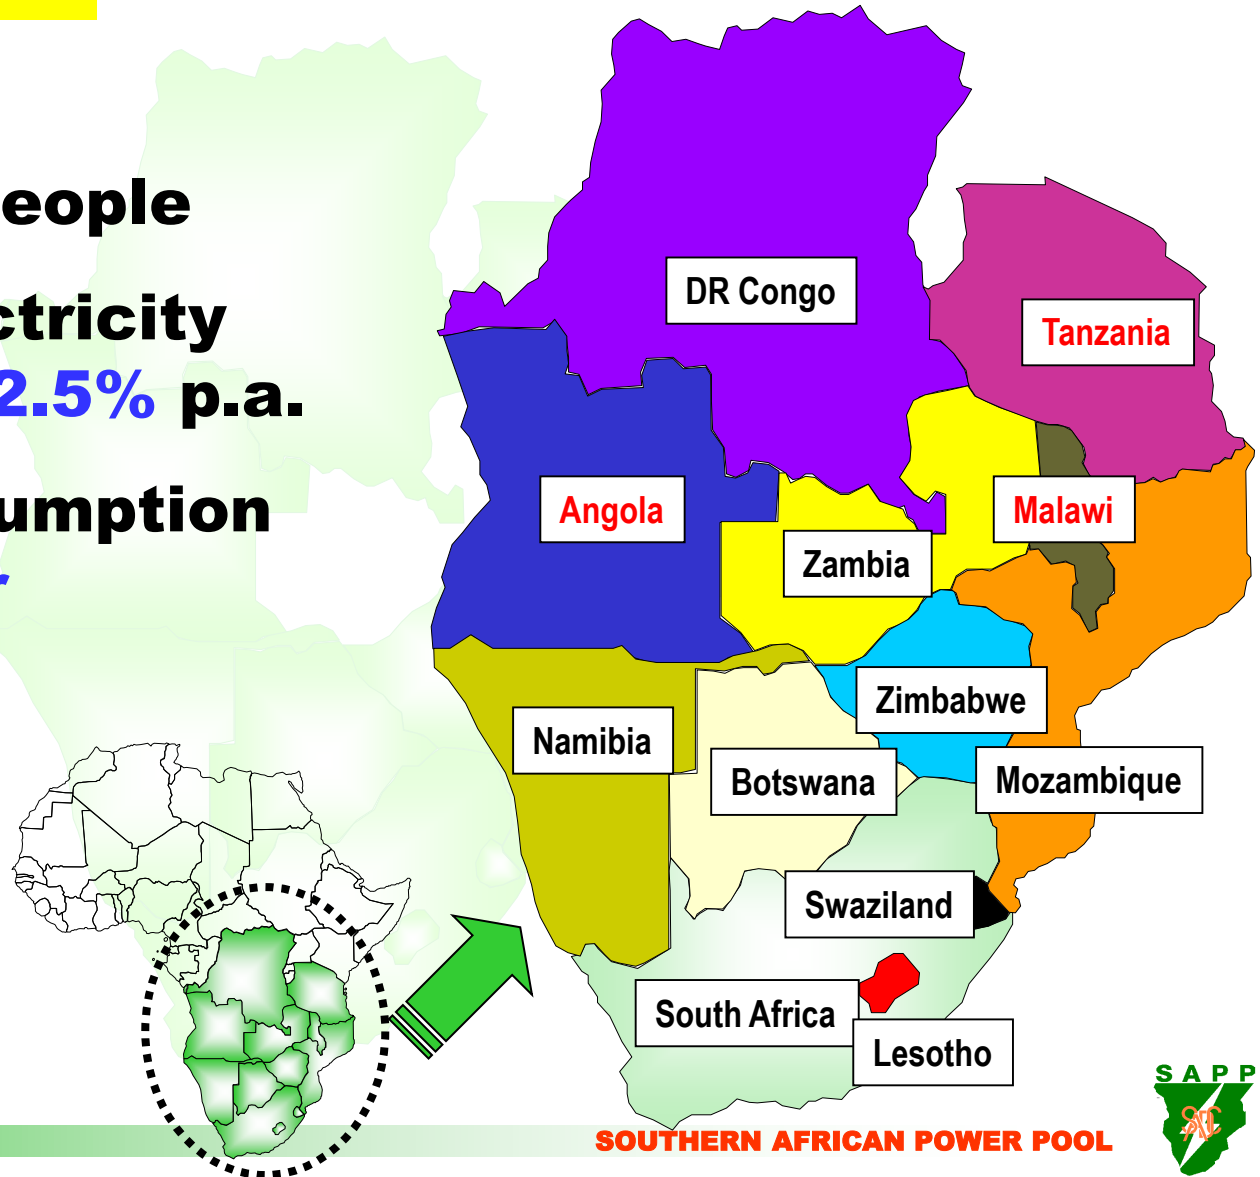 eople
ctricity
2.5% p.a.
umption
r
DR Congo
Tanzania
Angola
Malawi
Zambia
Zimbabwe
Namibia
Botswana
Mozambique
Swaziland
South Africa
Lesotho
SAPP
SADC
SOUTHERN AFRICAN POWER POOL